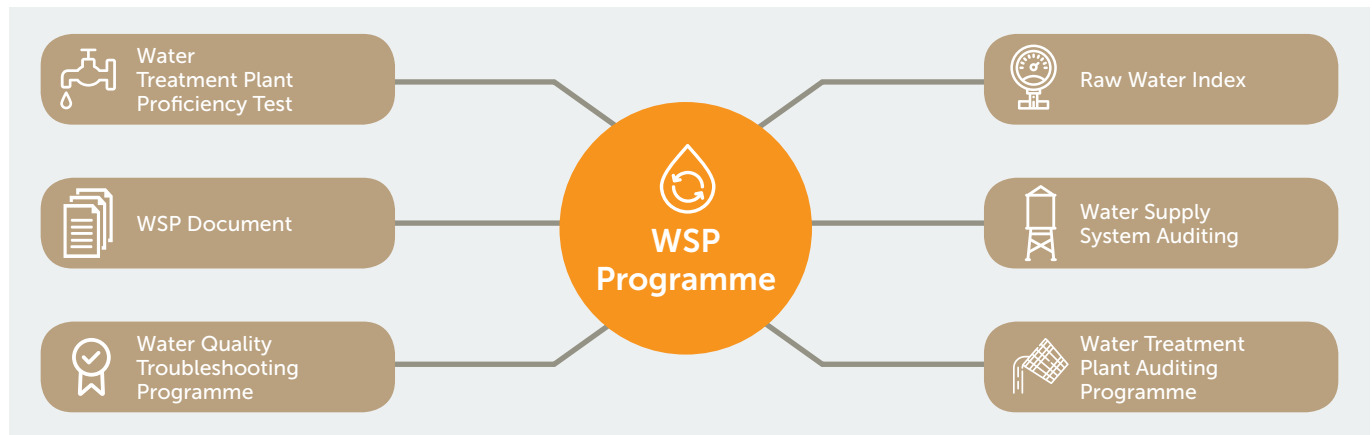 Water
Treatment Plant
Proficiency Test
WSP Document
Water Quality
Troubleshooting
Programme
WSP
Programme
Raw Water Index
Water Supply
System Auditing
Water Treatment
Plant Auditing
Programme